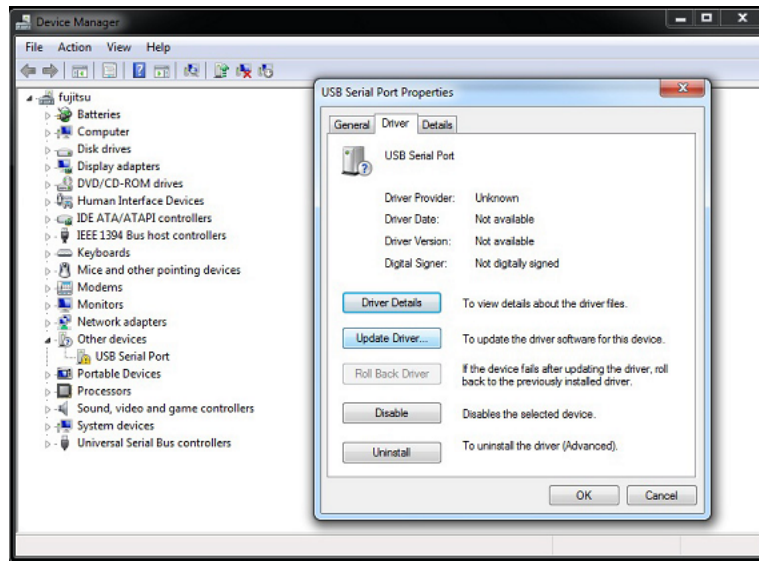 Device Manager
File Action View Help
fujitsu
Batteries
Computer
Disk drives
Display adapters
DVD/CD-ROM drives
Human Interface Devices
IDE ATA/ATAPI controllers
IEEE 1394 Bus host controllers
Keyboards
Mice and other pointing devices
Modems
Monitors
Network adapters
Other devices
USB Serial Port
Portable Devices
Processors
Sound, video and game controllers
System devices
Universal Serial Bus controllers
USB Serial Port Properties
General Driver Details
USB Serial Port
Driver Provider: Unknown
Driver Date: Not available
Driver Version: Not available
Digital Signer: Not digitally signed
Driver Details To view details about the driver files.
Update Driver... To update the driver software for this device.
Roll Back Driver If the device fails after updating the driver, roll
back to the previously installed driver.
Disable Disables the selected device.
Uninstall To uninstall the driver (Advanced).
OK Cancel